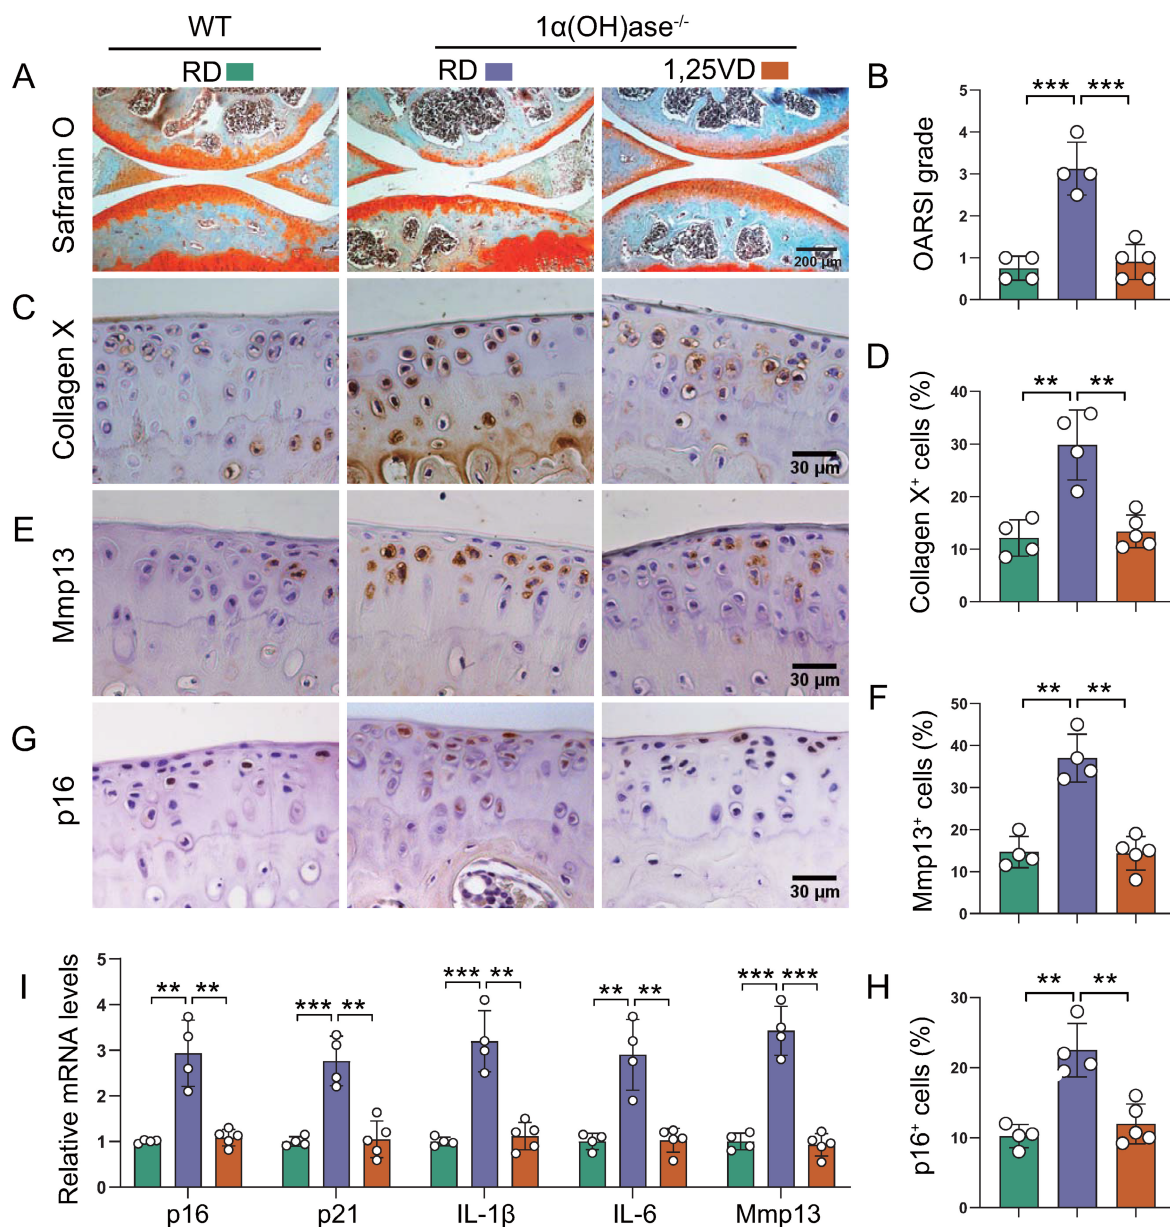 WT
1α(OH)ase-/-
RD
RD
1,25VD
A
Safranin O
200 µm
B
OARSI grade
5
4
3
2
1
0
*** ***
C
Collagen X
30 µm
D
Collagen X+ cells (%)
40
30
20
10
0
** **
E
Mmp13
30 µm
F
Mmp13+ cells (%)
50
40
30
20
10
0
** **
G
p16
30 µm
H
p16+ cells (%)
30
20
10
0
** **
I
Relative mRNA levels
5
4
3
2
1
0
** **
*** **
*** **
** **
*** ***
p16
p21
IL-1β
IL-6
Mmp13